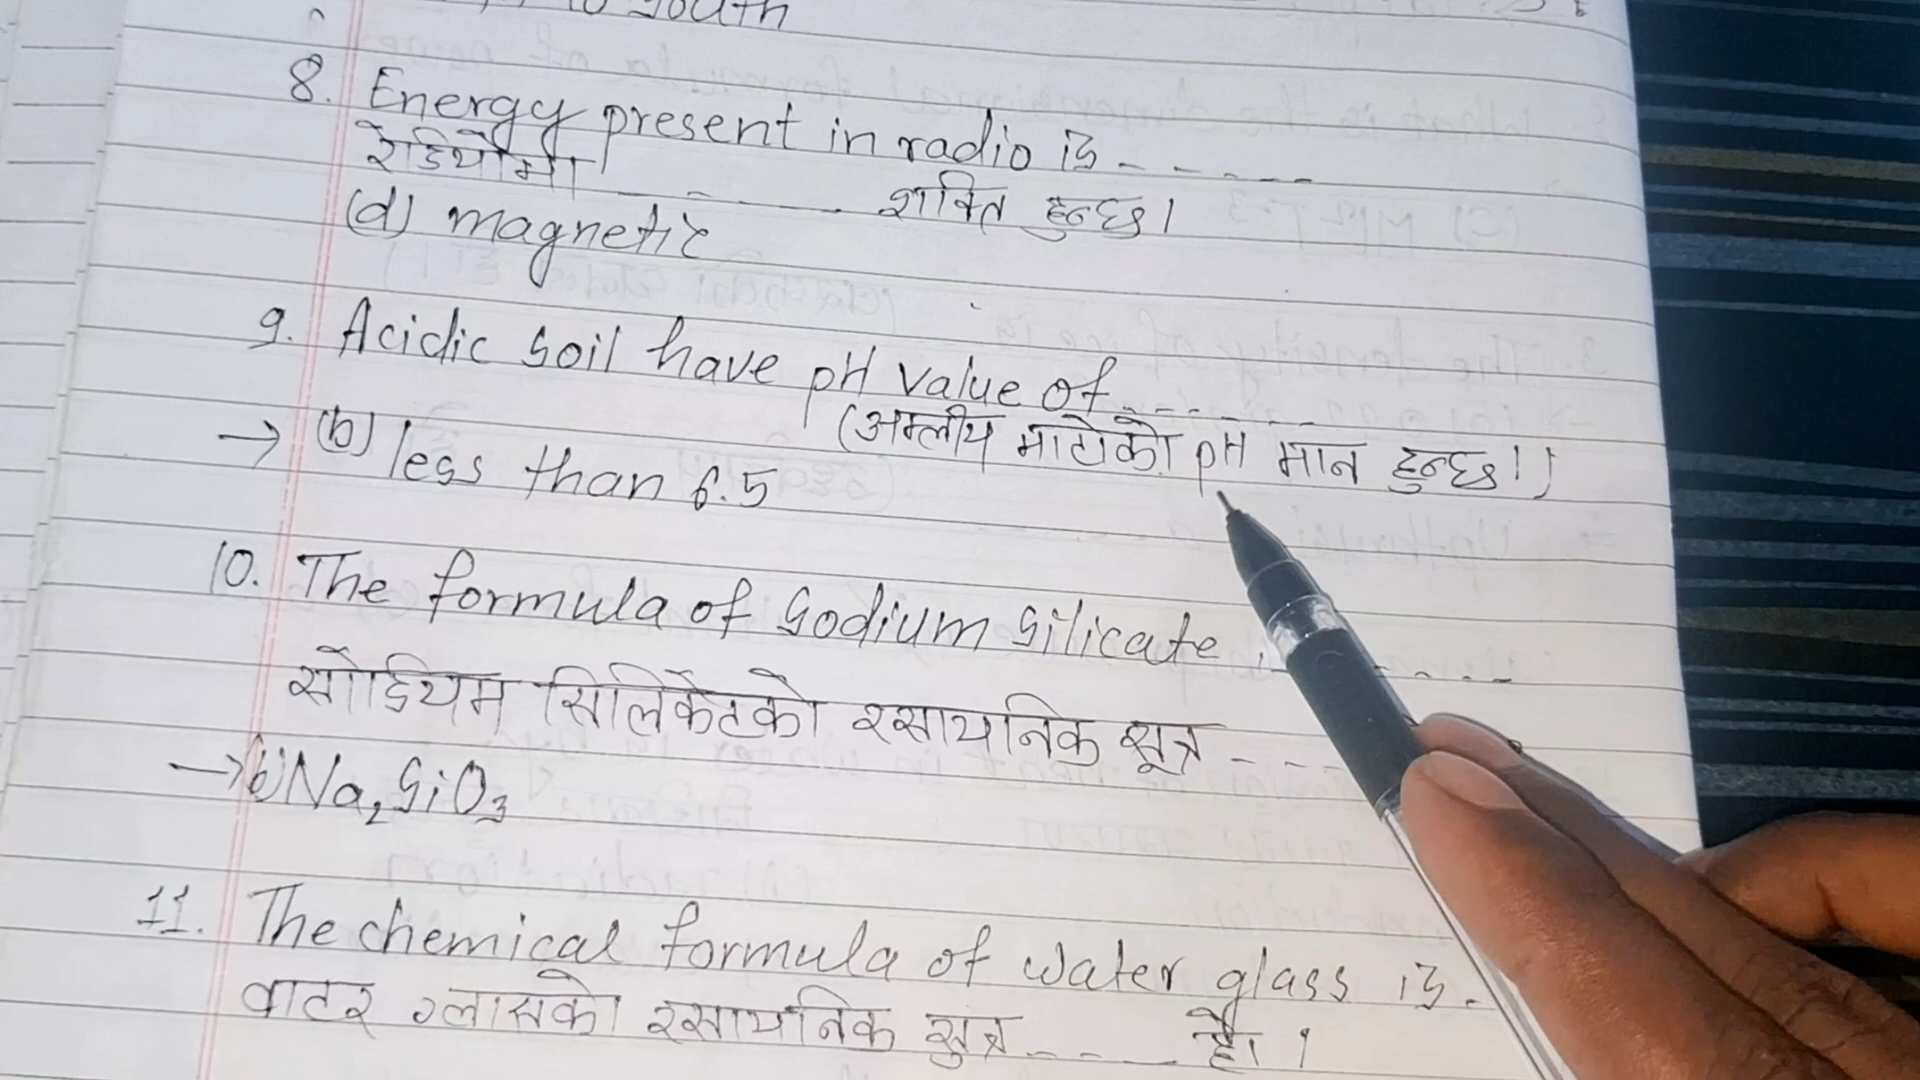 to south
8. Energy present in radio is - - - - -
रेडियोमा - - - - शक्ति हुन्छ।
(d) magnetic
9. Acidic soil have pH value of - - - - -
(अम्लीय माटोको pH मान हुन्छ।)
→ (b) less than 6.5
10. The formula of sodium silicate - - - -
सोडियम सिलिकेटको रसायनिक सूत्र - - - -
→ b) Na₂SiO₃
11. The chemical formula of water glass is.
वाटर ग्लासको रसायनिक सुत्र - - - - हो।